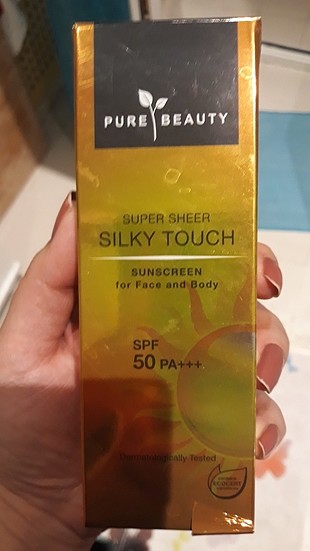 PURE BEAUTY
SUPER SHEER
SILKY TOUCH
SUNSCREEN
for Face and Body
SPF
50 PA+++
Dermatologically Tested